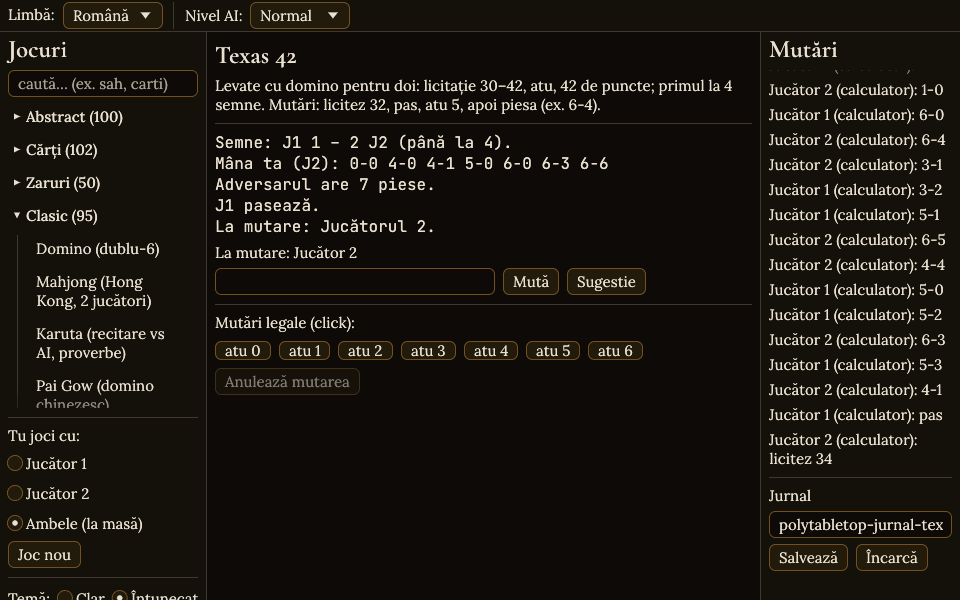 Limbă: Română Nivel AI: Normal
Jocuri
caută... (ex. sah, carti)
Abstract (100)
Cărți (102)
Zaruri (50)
Clasic (95)
Domino (dublu-6)
Mahjong (Hong
Kong, 2 jucători)
Karuta (recitare vs
AI, proverbe)
Pai Gow (domino
chinezesc)
Tu joci cu:
Jucător 1
Jucător 2
Ambele (la masă)
Joc nou
Temă: Clar Întunecat
Texas 42
Levate cu domino pentru doi: licitație 30–42, atu, 42 de puncte; primul la 4
semne. Mutări: licitez 32, pas, atu 5, apoi piesa (ex. 6-4).
Semne: J1 1 – 2 J2 (până la 4).
Mâna ta (J2): 0-0 4-0 4-1 5-0 6-0 6-3 6-6
Adversarul are 7 piese.
J1 pasează.
La mutare: Jucătorul 2.
La mutare: Jucător 2
Mută Sugestie
Mutări legale (click):
atu 0 atu 1 atu 2 atu 3 atu 4 atu 5 atu 6
Anulează mutarea
Mutări
Jucător 2 (calculator): 1-0
Jucător 1 (calculator): 6-0
Jucător 2 (calculator): 6-4
Jucător 2 (calculator): 3-1
Jucător 1 (calculator): 3-2
Jucător 1 (calculator): 5-1
Jucător 2 (calculator): 6-5
Jucător 2 (calculator): 4-4
Jucător 1 (calculator): 5-0
Jucător 1 (calculator): 5-2
Jucător 2 (calculator): 6-3
Jucător 1 (calculator): 5-3
Jucător 2 (calculator): 4-1
Jucător 1 (calculator): pas
Jucător 2 (calculator):
licitez 34
Jurnal
polytabletop-jurnal-tex
Salvează Încarcă